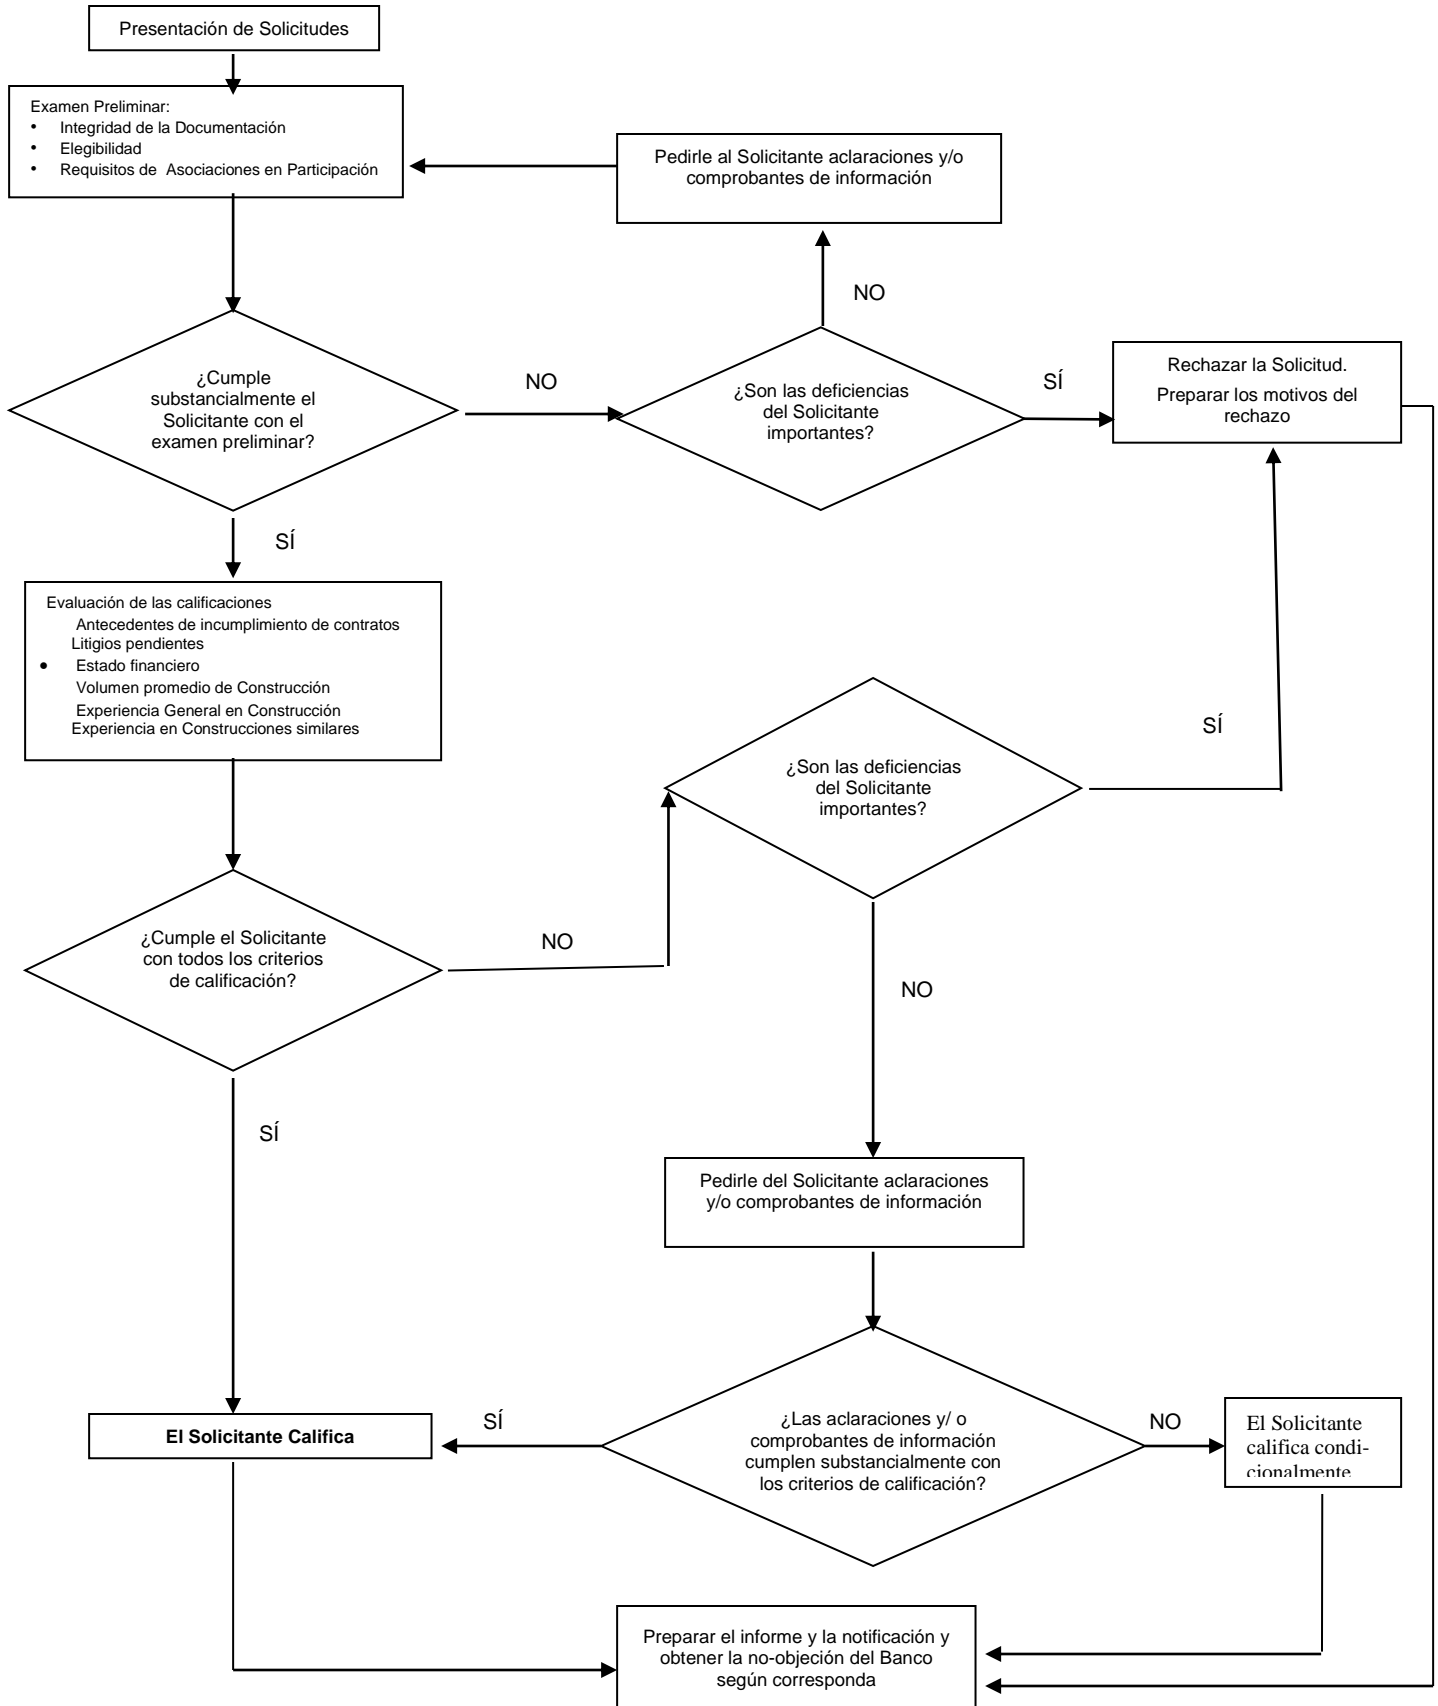 Presentación de Solicitudes
Examen Preliminar:
• Integridad de la Documentación
• Elegibilidad
• Requisitos de Asociaciones en Participación
Pedirle al Solicitante aclaraciones y/o
comprobantes de información
NO
¿Cumple
substancialmente el
Solicitante con el
examen preliminar?
NO
¿Son las deficiencias
del Solicitante
importantes?
SÍ
Rechazar la Solicitud.
Preparar los motivos del
rechazo
SÍ
Evaluación de las calificaciones
Antecedentes de incumplimiento de contratos
Litigios pendientes
• Estado financiero
Volumen promedio de Construcción
Experiencia General en Construcción
Experiencia en Construcciones similares
¿Son las deficiencias
del Solicitante
importantes?
SÍ
¿Cumple el Solicitante
con todos los criterios
de calificación?
NO
NO
SÍ
Pedirle del Solicitante aclaraciones
y/o comprobantes de información
El Solicitante Califica
SÍ
¿Las aclaraciones y/ o
comprobantes de información
cumplen substancialmente con
los criterios de calificación?
NO
El Solicitante
califica condi-
cionalmente
Preparar el informe y la notificación y
obtener la no-objeción del Banco
según corresponda